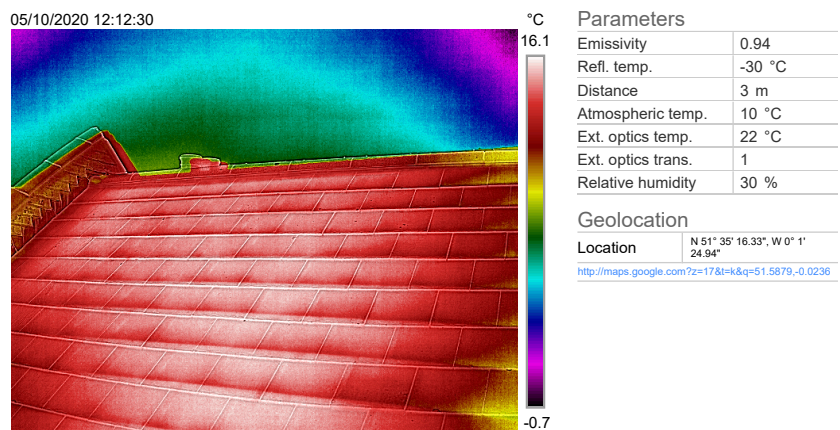 05/10/2020 12:12:30
°C
16.1
-0.7
Parameters
Emissivity 0.94
Refl. temp. -30 °C
Distance 3 m
Atmospheric temp. 10 °C
Ext. optics temp. 22 °C
Ext. optics trans. 1
Relative humidity 30 %
Geolocation
Location N 51° 35' 16.33", W 0° 1'
24.94"
http://maps.google.com?z=17&t=k&q=51.5879,-0.0236